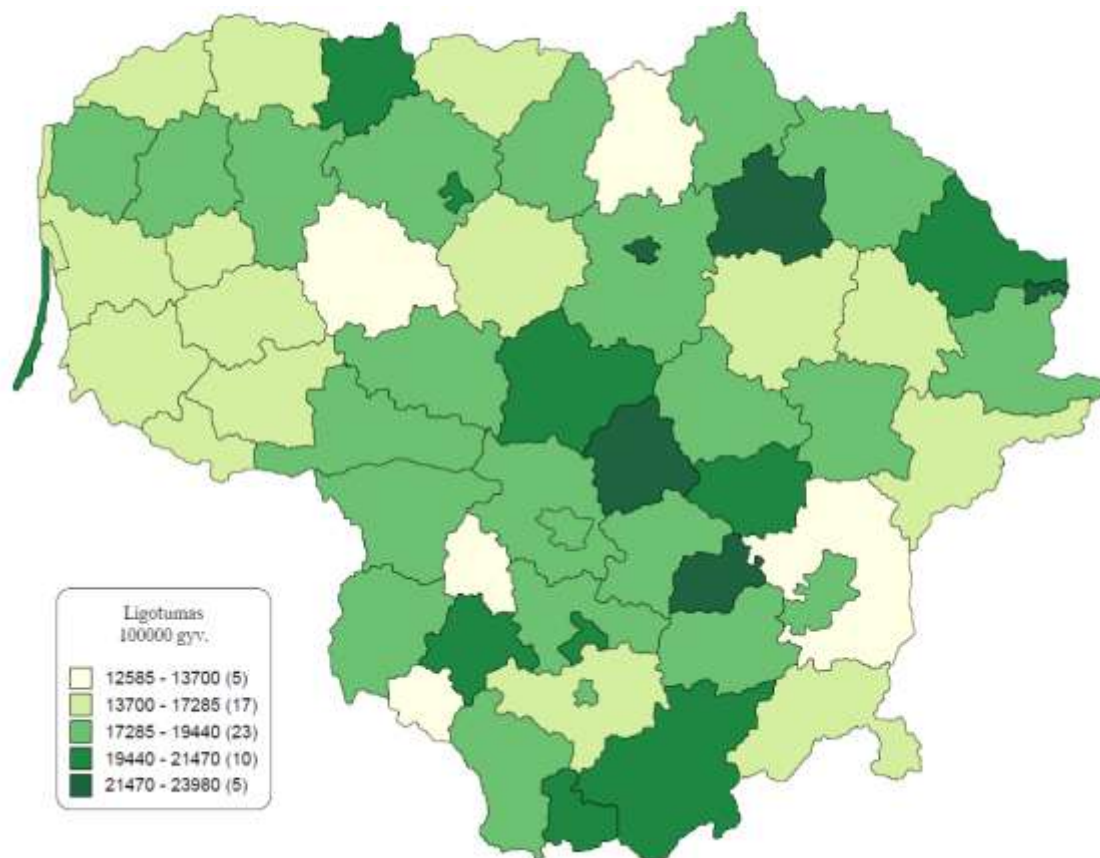 Ligotumas
100000 gyv.
12585 - 13700 (5)
13700 - 17285 (17)
17285 - 19440 (23)
19440 - 21470 (10)
21470 - 23980 (5)